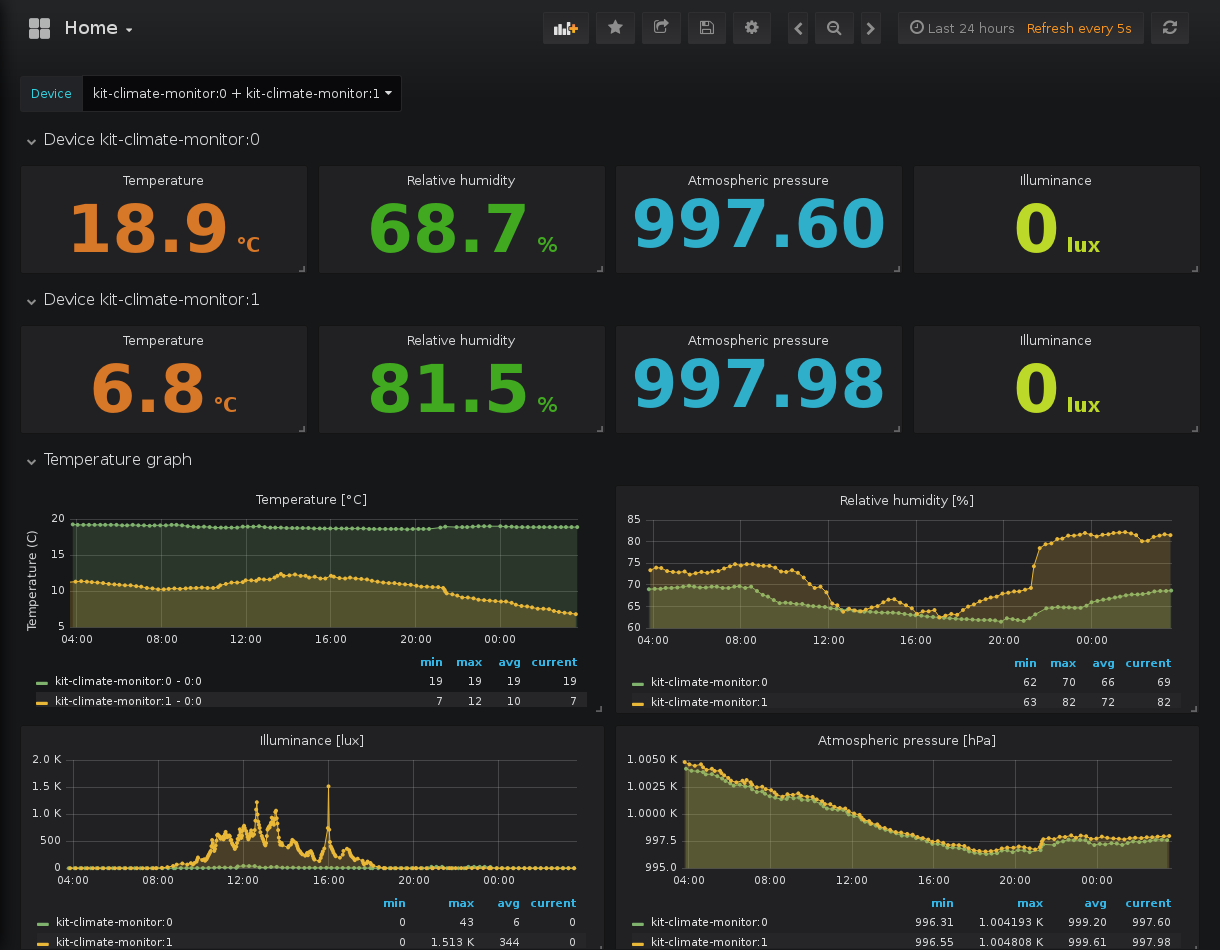 Home
Last 24 hours Refresh every 5s
Device kit-climate-monitor:0 + kit-climate-monitor:1
Device kit-climate-monitor:0
Temperature Relative humidity Atmospheric pressure Illuminance
18.9 °C 68.7 % 997.60 0 lux
Device kit-climate-monitor:1
Temperature Relative humidity Atmospheric pressure Illuminance
6.8 °C 81.5 % 997.98 0 lux
Temperature graph
Temperature [°C]
Temperature (C)
20
15
10
5
04:00 08:00 12:00 16:00 20:00 00:00
min max avg current
kit-climate-monitor:0 - 0:0 19 19 19 19
kit-climate-monitor:1 - 0:0 7 12 10 7
Relative humidity [%]
85
80
75
70
65
60
04:00 08:00 12:00 16:00 20:00 00:00
min max avg current
kit-climate-monitor:0 62 70 66 69
kit-climate-monitor:1 63 82 72 82
Illuminance [lux]
2.0 K
1.5 K
1.0 K
500
0
04:00 08:00 12:00 16:00 20:00 00:00
min max avg current
kit-climate-monitor:0 0 43 6 0
kit-climate-monitor:1 0 1.513 K 344 0
Atmospheric pressure [hPa]
1.0050 K
1.0025 K
1.0000 K
997.5
995.0
04:00 08:00 12:00 16:00 20:00 00:00
min max avg current
kit-climate-monitor:0 996.31 1.004193 K 999.20 997.60
kit-climate-monitor:1 996.55 1.004808 K 999.61 997.98